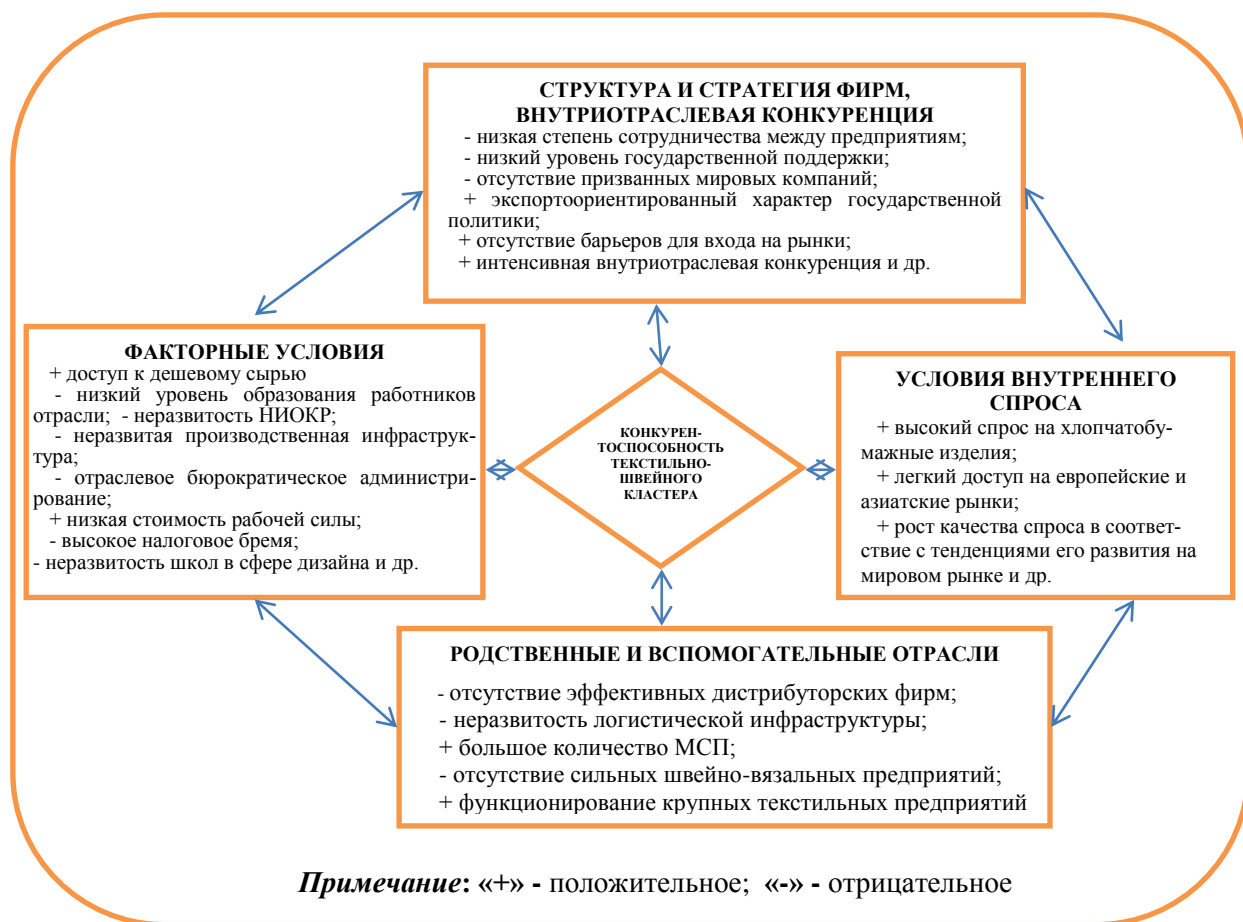 СТРУКТУРА И СТРАТЕГИЯ ФИРМ,
ВНУТРИОТРАСЛЕВАЯ КОНКУРЕНЦИЯ
- низкая степень сотрудничества между предприятиям;
- низкий уровень государственной поддержки;
- отсутствие призванных мировых компаний;
+ экспортоориентированный характер государственной
политики;
+ отсутствие барьеров для входа на рынки;
+ интенсивная внутриотраслевая конкуренция и др.
ФАКТОРНЫЕ УСЛОВИЯ
+ доступ к дешевому сырью
- низкий уровень образования работников
отрасли; - неразвитость НИОКР;
- неразвитая производственная инфраструк-
тура;
- отраслевое бюрократическое администри-
рование;
+ низкая стоимость рабочей силы;
- высокое налоговое бремя;
- неразвитость школ в сфере дизайна и др.
КОНКУРЕН-
ТОСПОСОБНОСТЬ
ТЕКСТИЛЬНО-
ШВЕЙНОГО
КЛАСТЕРА
УСЛОВИЯ ВНУТРЕННЕГО
СПРОСА
+ высокий спрос на хлопчатобу-
мажные изделия;
+ легкий доступ на европейские и
азиатские рынки;
+ рост качества спроса в соответ-
ствие с тенденциями его развития на
мировом рынке и др.
РОДСТВЕННЫЕ И ВСПОМОГАТЕЛЬНЫЕ ОТРАСЛИ
- отсутствие эффективных дистрибуторских фирм;
- неразвитость логистической инфраструктуры;
+ большое количество МСП;
- отсутствие сильных швейно-вязальных предприятий;
+ функционирование крупных текстильных предприятий
Примечание: «+» - положительное; «-» - отрицательное